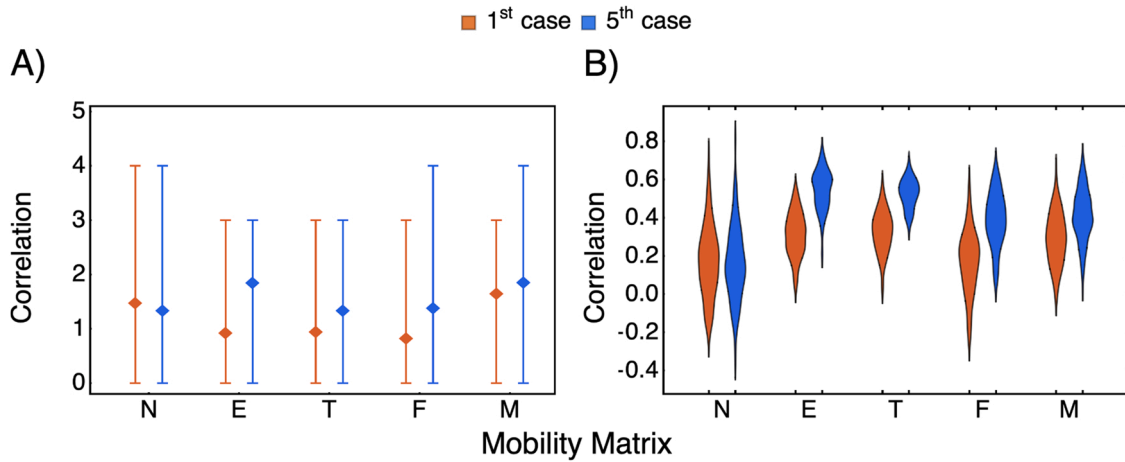 1st case 5th case
A)
B)
Correlation
5
4
3
2
1
0
N E T F M
Correlation
0.8
0.6
0.4
0.2
0.0
-0.2
-0.4
N E T F M
Mobility Matrix